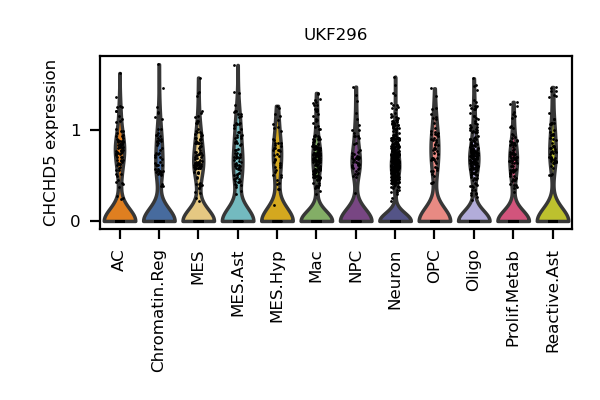 UKF296
CHCHD5 expression
1
0
AC
Chromatin.Reg
MES
MES.Ast
MES.Hyp
Mac
NPC
Neuron
OPC
Oligo
Prolif.Metab
Reactive.Ast